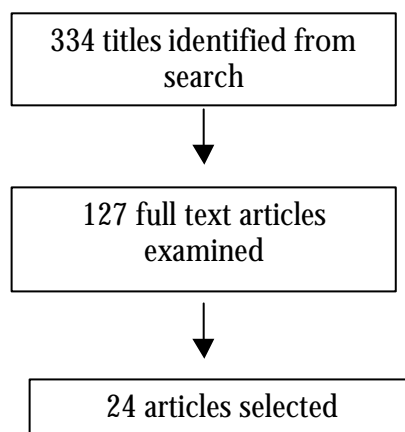 334 titles identified from
search
127 full text articles
examined
24 articles selected